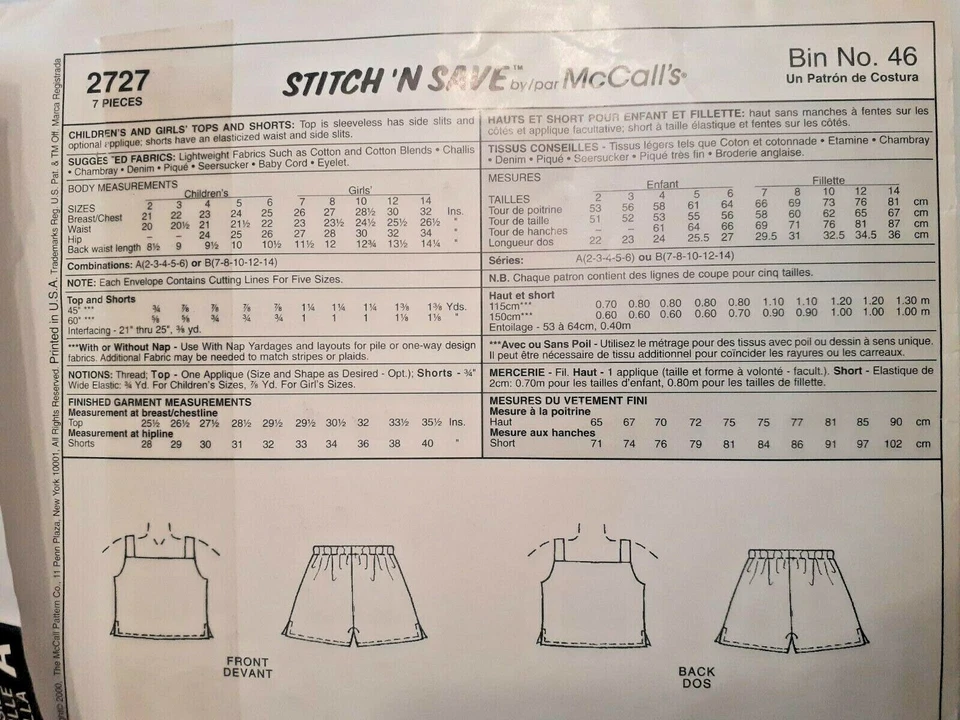 2727
7 PIECES
STITCH 'N SAVE™ by/par McCall's®
Bin No. 46
Un Patrón de Costura
CHILDREN'S AND GIRLS' TOPS AND SHORTS: Top is sleeveless has side slits and
optional applique; shorts have an elasticized waist and side slits.
SUGGES ED FABRICS: Lightweight Fabrics Such as Cotton and Cotton Blends • Challis
• Chambray • Denim • Piqué • Seersucker • Baby Cord • Eyelet.
BODY MEASUREMENTS
Children's Girls'
SIZES 2 3 4 5 6 7 8 10 12 14
Breast/Chest 21 22 23 24 25 26 27 28½ 30 32 Ins.
Waist 20 20½ 21 21½ 22 23 23½ 24½ 25½ 26½ "
Hip – – 24 25 26 27 28 30 32 34 "
Back waist length 8½ 9 9½ 10 10½ 11½ 12 12¾ 13½ 14¼ "
Combinations: A(2-3-4-5-6) or B(7-8-10-12-14)
NOTE: Each Envelope Contains Cutting Lines For Five Sizes.
Top and Shorts
45" *** ¾ ⅞ ⅞ ⅞ ⅞ 1¼ 1¼ 1¼ 1⅜ 1⅜ Yds.
60" *** ⅝ ⅝ ¾ ¾ ¾ 1 1 1 1⅛ 1⅛ "
Interfacing - 21" thru 25", ⅜ yd.
***With or Without Nap - Use With Nap Yardages and layouts for pile or one-way design
fabrics. Additional Fabric may be needed to match stripes or plaids.
NOTIONS: Thread; Top - One Applique (Size and Shape as Desired - Opt.); Shorts - ¾"
Wide Elastic: ¾ Yd. For Children's Sizes, ⅞ Yd. For Girl's Sizes.
FINISHED GARMENT MEASUREMENTS
Measurement at breast/chestline
Top 25½ 26½ 27½ 28½ 29½ 29½ 30½ 32 33½ 35½ Ins.
Measurement at hipline
Shorts 28 29 30 31 32 33 34 36 38 40 "
HAUTS ET SHORT POUR ENFANT ET FILLETTE: haut sans manches à fentes sur les
côtés et applique facultative; short à taille élastique et fentes sur les côtés.
TISSUS CONSEILLES - Tissus légers tels que Coton et cotonnade • Etamine • Chambray
• Denim • Piqué • Seersucker • Piqué très fin • Broderie anglaise.
MESURES
Enfant Fillette
TAILLES 2 3 4 5 6 7 8 10 12 14
Tour de poitrine 53 56 58 61 64 66 69 73 76 81 cm
Tour de taille 51 52 53 55 56 58 60 62 65 67 cm
Tour de hanches – – 61 64 66 69 71 76 81 87 cm
Longueur dos 22 23 24 25.5 27 29.5 31 32.5 34.5 36 cm
Séries: A(2-3-4-5-6) ou B(7-8-10-12-14)
N.B. Chaque patron contient des lignes de coupe pour cinq tailles.
Haut et short
115cm*** 0.70 0.80 0.80 0.80 0.80 1.10 1.10 1.20 1.20 1.30 m
150cm*** 0.60 0.60 0.60 0.60 0.70 0.90 0.90 1.00 1.00 1.00 m
Entoilage - 53 à 64cm, 0.40m
***Avec ou Sans Poil - Utilisez le métrage pour des tissus avec poil ou dessin à sens unique.
Il peut être nécessaire de tissu additionnel pour coïncider les rayures ou les carreaux.
MERCERIE - Fil. Haut - 1 applique (taille et forme à volonté - facult.). Short - Elastique de
2cm: 0.70m pour les tailles d'enfant, 0.80m pour les tailles de fillette.
MESURES DU VETEMENT FINI
Mesure à la poitrine
Haut 65 67 70 72 75 75 77 81 85 90 cm
Mesure aux hanches
Short 71 74 76 79 81 84 86 91 97 102 cm
FRONT
DEVANT
BACK
DOS
2000, The McCall Pattern Co., 11 Penn Plaza, New York 10001, All Rights Reserved. Printed in U.S.A. Trademarks Reg. U.S. Pat. & TM Off. Marca Registrada